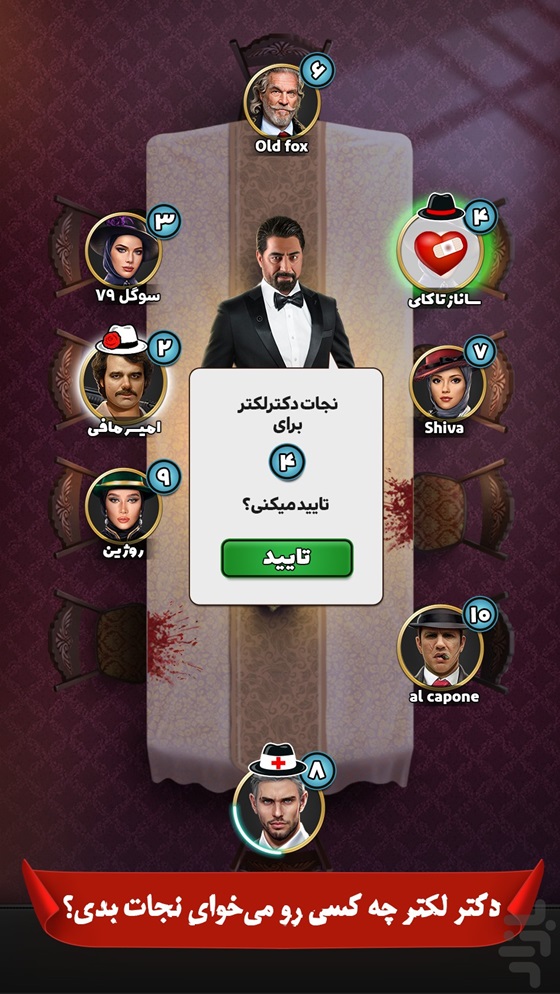 ۶
Old fox
۳
سوگل ۷۹
۴
ساناز تاکای
۲
امیر مافی
۷
Shiva
نجات دکتر لکتر
برای
۴
تایید میکنی؟
تایید
۹
روژین
۱۰
al capone
۸
دکتر لکتر چه کسی رو می‌خوای نجات بدی؟